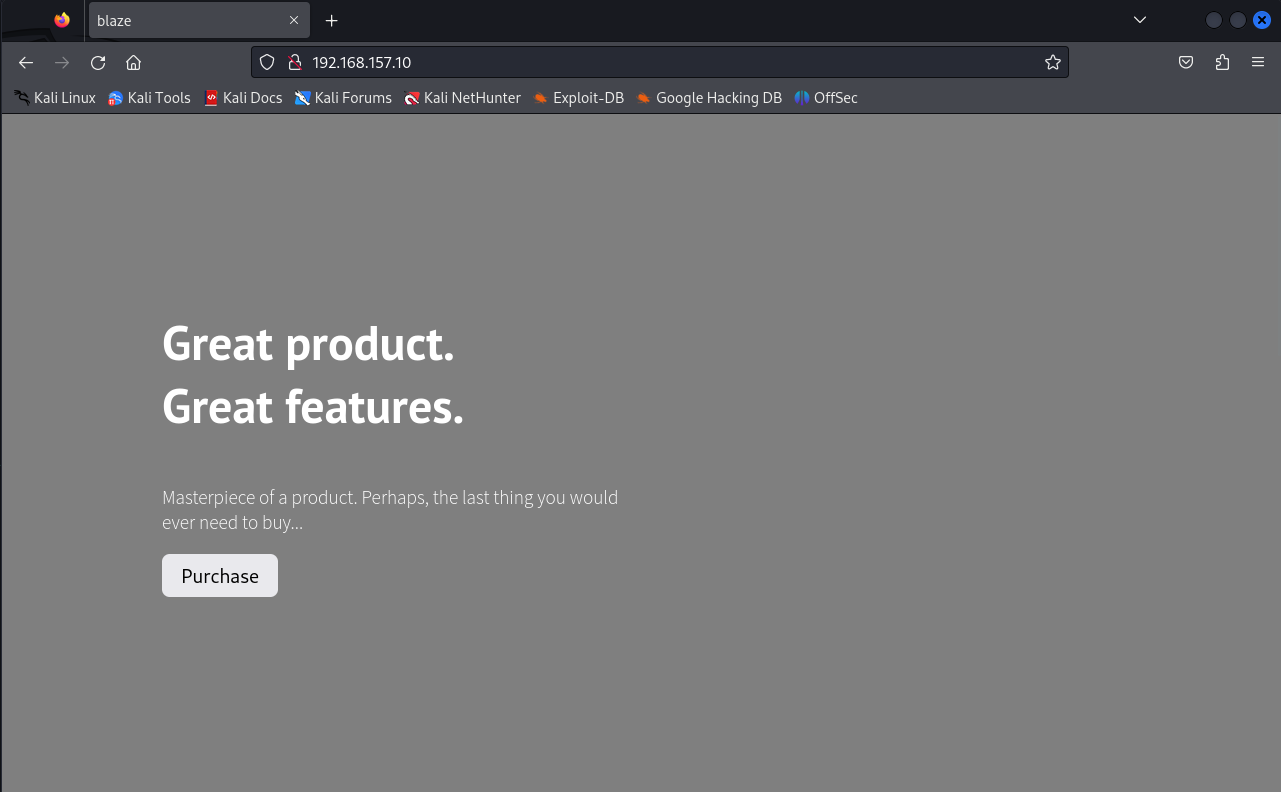 blaze
192.168.157.10
Kali Linux Kali Tools Kali Docs Kali Forums Kali NetHunter Exploit-DB Google Hacking DB OffSec
Great product.
Great features.
Masterpiece of a product. Perhaps, the last thing you would
ever need to buy...
Purchase